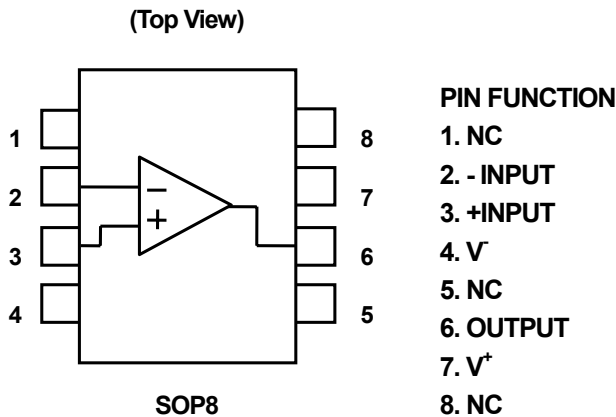 (Top View)
1
2
3
4
8
7
6
5
−
+
SOP8
PIN FUNCTION
1. NC
2. - INPUT
3. +INPUT
4. V⁻
5. NC
6. OUTPUT
7. V⁺
8. NC